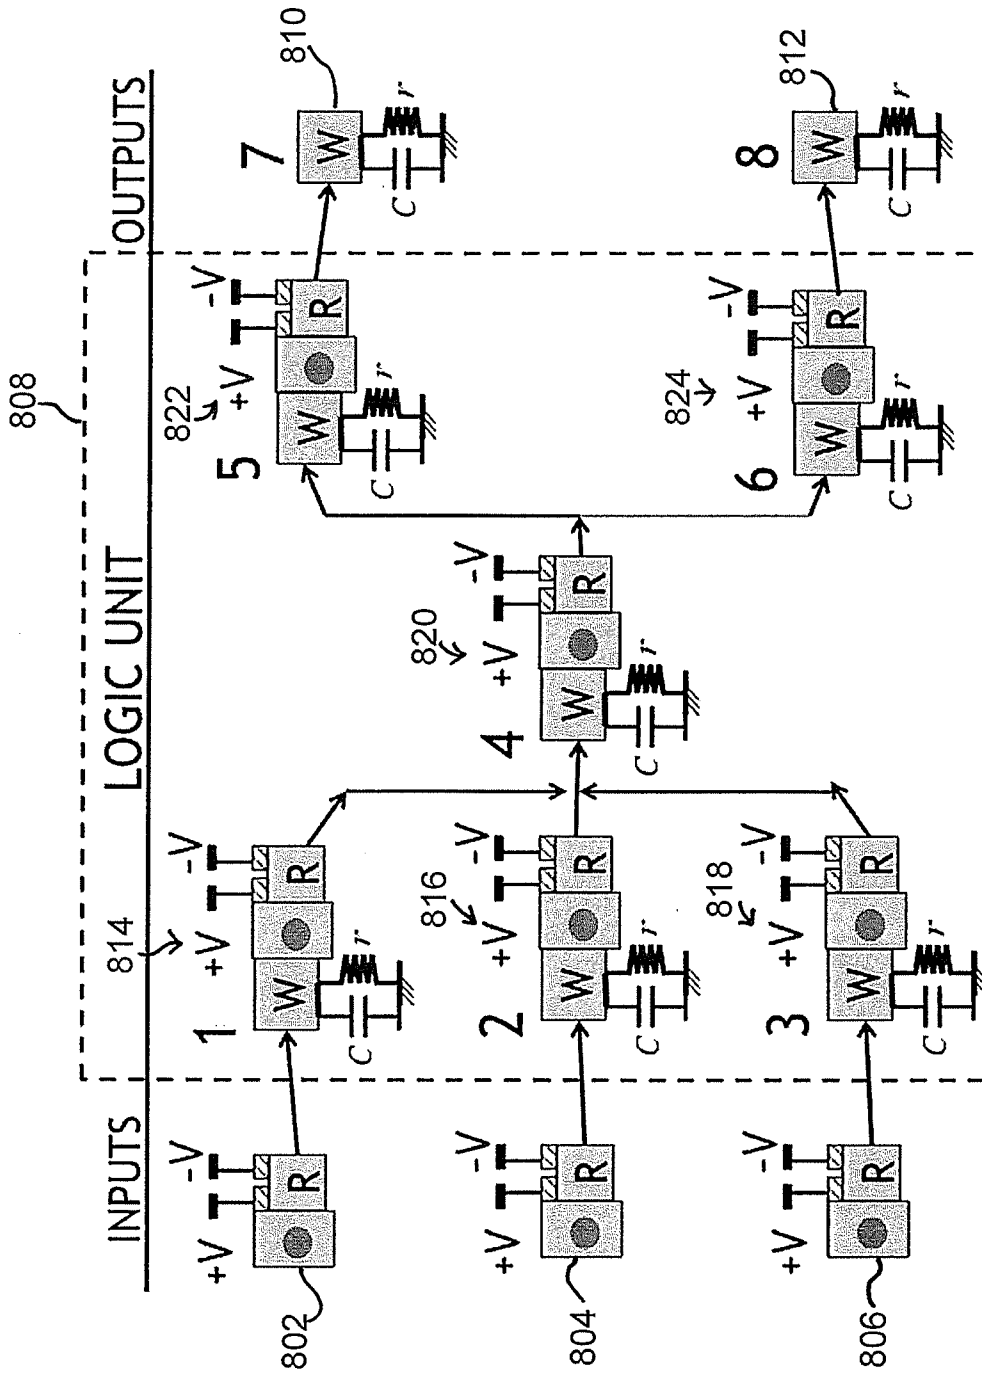 808
INPUTS LOGIC UNIT OUTPUTS
814
822
+V -V
1
+V -V
5
+V -V
7
810
802
R
W R
W R
W
C r
C r
C r
820
816
+V -V
2
+V -V
4
+V -V
804
R
W R
W R
C r
C r
824
818
+V -V
3
+V -V
6
+V -V
8
812
806
R
W R
W R
W
C r
C r
C r